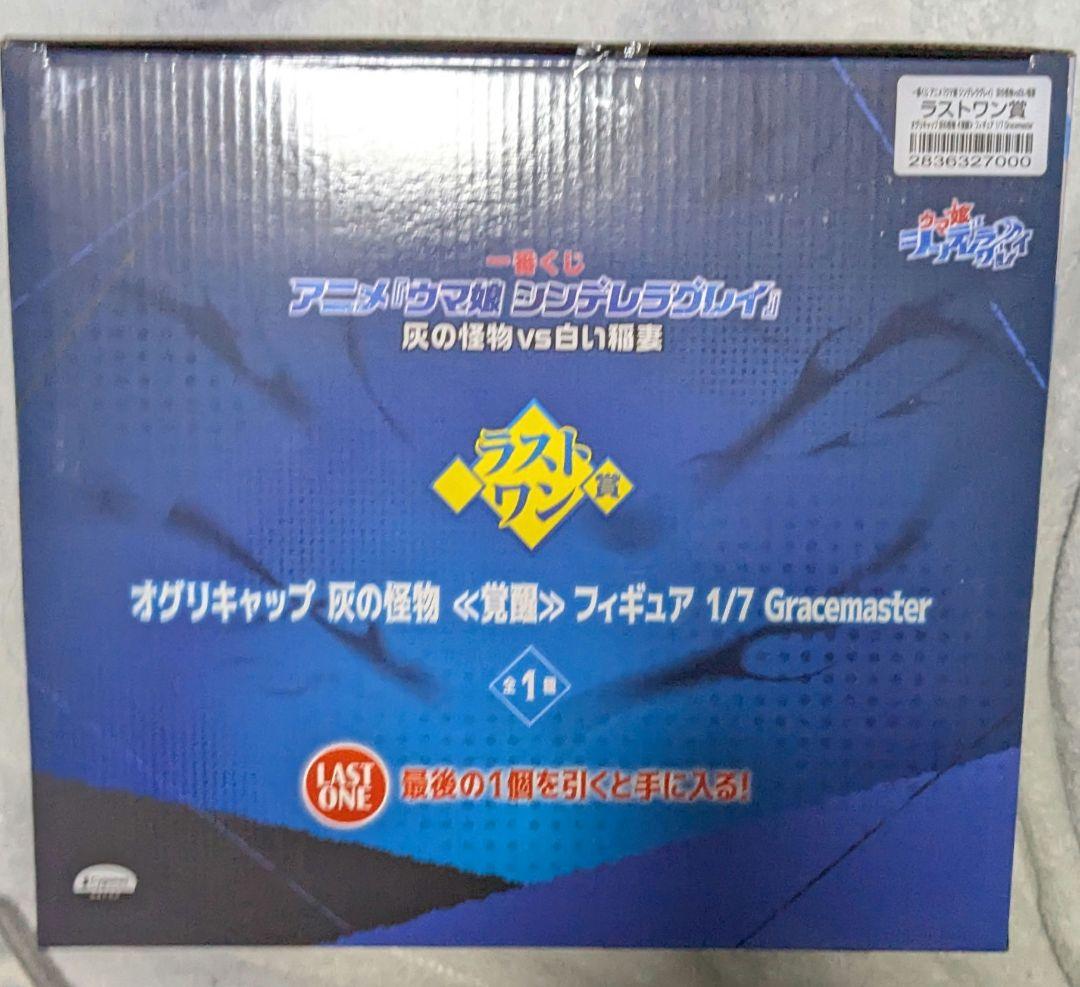 ラストワン賞
2836327000
ウマ娘
シンデレラグレイ
一番くじ
アニメ『ウマ娘 シンデレラグレイ』
灰の怪物vs白い稲妻
ラスト
ワン
賞
オグリキャップ 灰の怪物 ≪覚醒≫ フィギュア 1/7 Gracemaster
全1種
LAST
ONE
最後の1個を引くと手に入る!